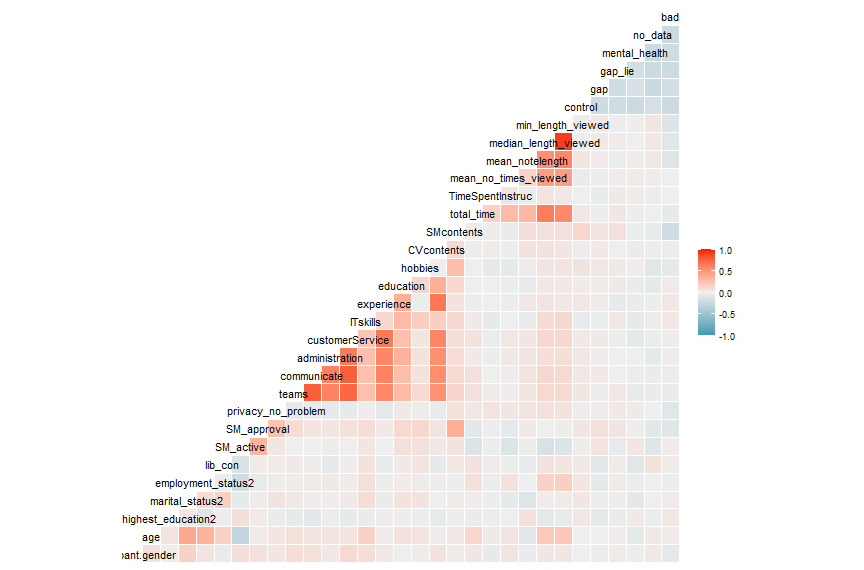 bad
no_data
mental_health
gap_lie
gap
control
min_length_viewed
median_length_viewed
mean_notelength
mean_no_times_viewed
TimeSpentInstruc
total_time
SMcontents
CVcontents
hobbies
education
experience
ITskills
customerService
administration
communicate
teams
privacy_no_problem
SM_approval
SM_active
lib_con
employment_status2
marital_status2
highest_education2
age
pant.gender
1.0
0.5
0.0
-0.5
-1.0